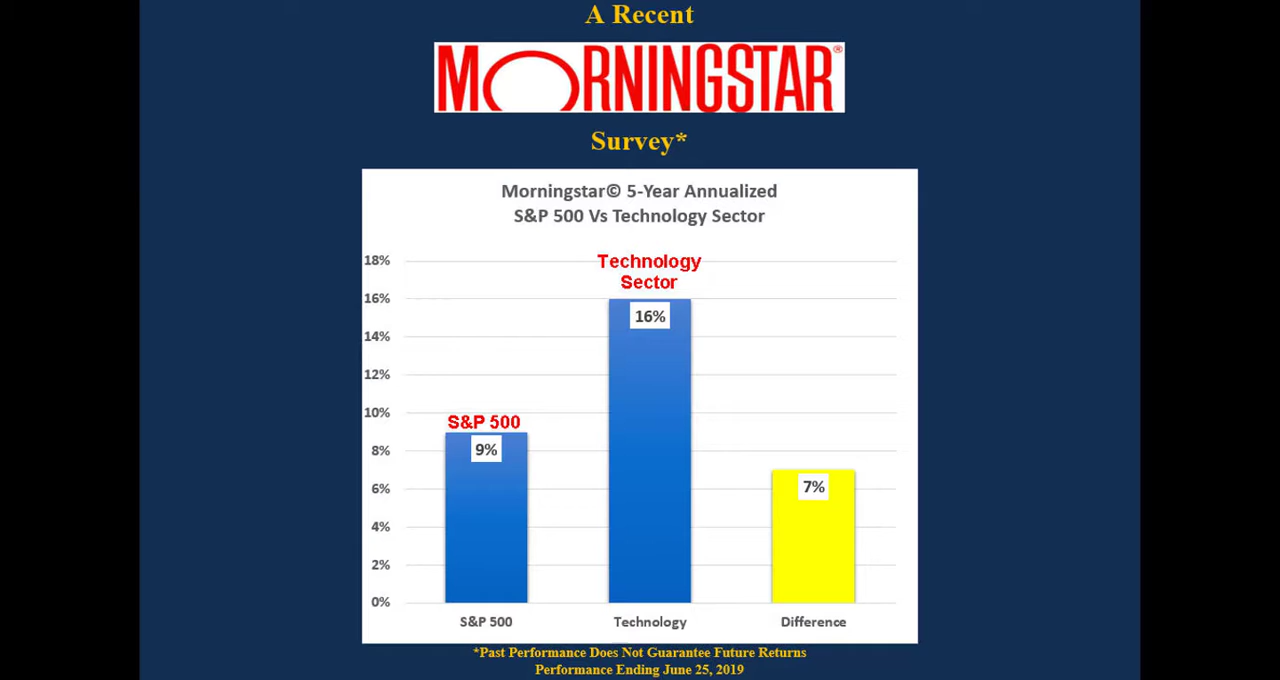 A Recent
MORNINGSTAR®
Survey*
Morningstar© 5-Year Annualized
S&P 500 Vs Technology Sector
18%
Technology
Sector
16%
16%
14%
12%
10%
S&P 500
9%
8%
7%
6%
4%
2%
0%
S&P 500 Technology Difference
*Past Performance Does Not Guarantee Future Returns
Performance Ending June 25, 2019